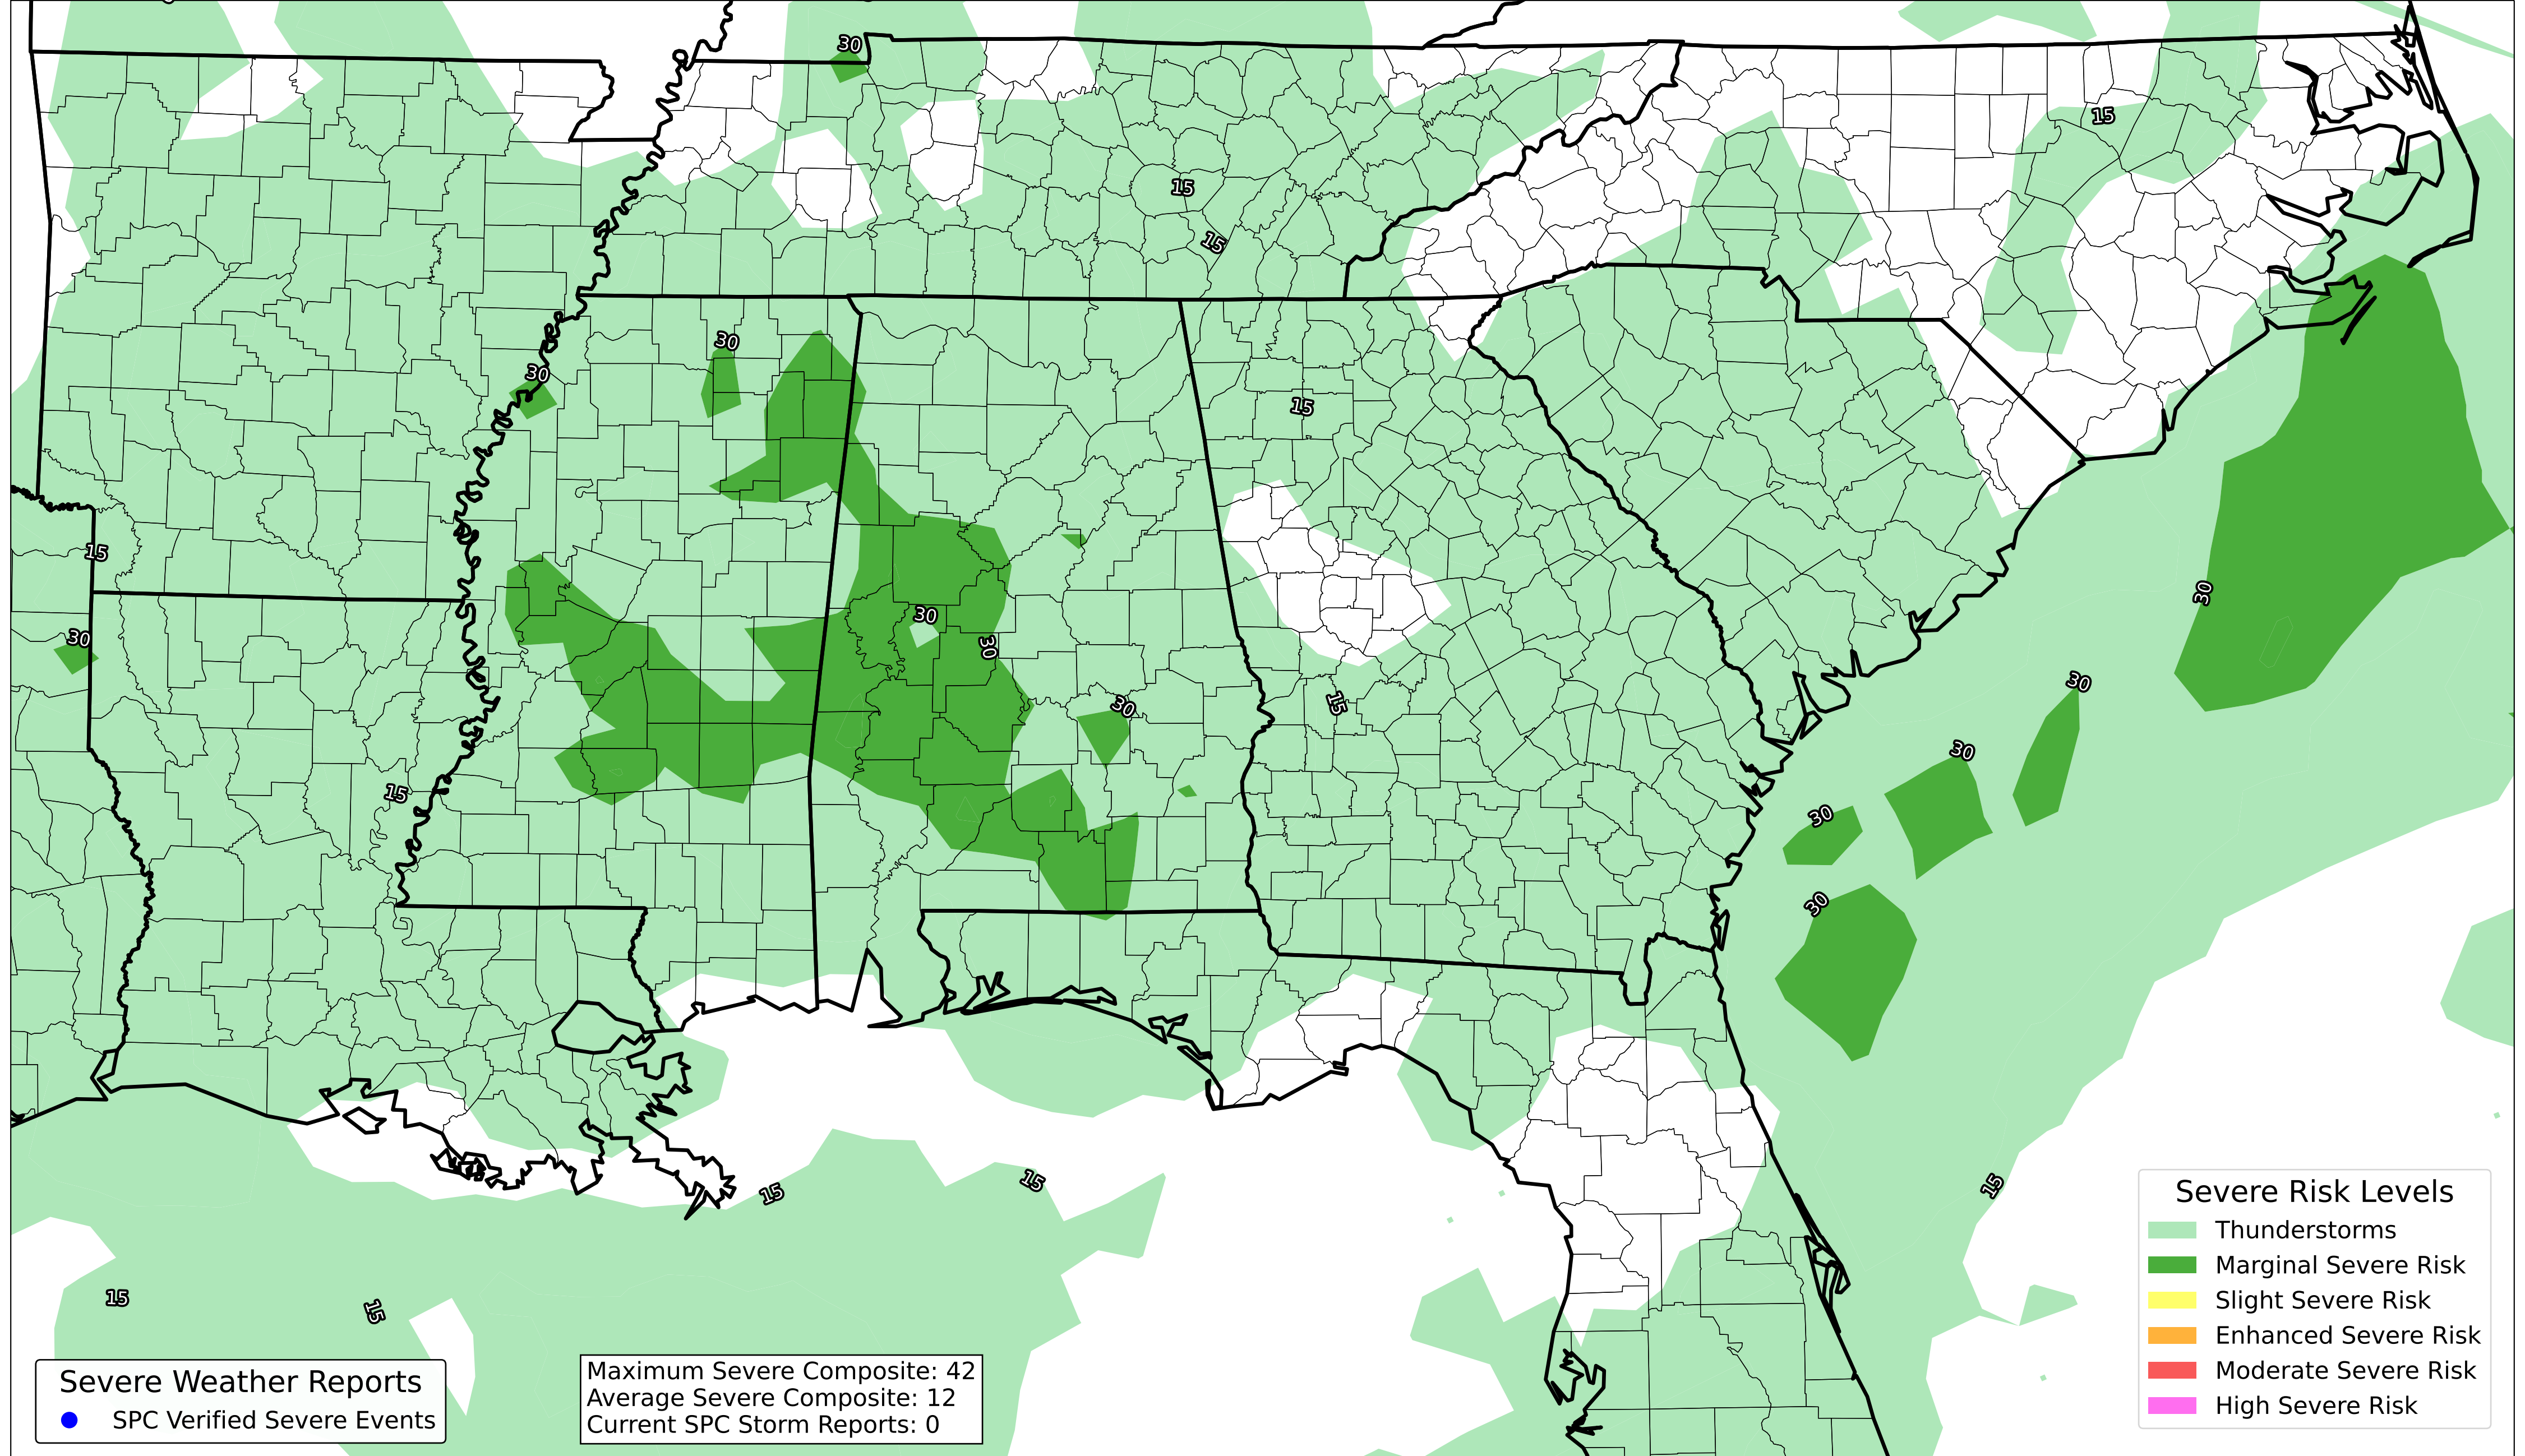 30
15
15
15
30
30
15
15
30
30
30
30
15
30
30
30
30
15
30
30
15
15
15
15
15
Severe Risk Levels
Thunderstorms
Marginal Severe Risk
Slight Severe Risk
Enhanced Severe Risk
Moderate Severe Risk
High Severe Risk
Severe Weather Reports
SPC Verified Severe Events
Maximum Severe Composite: 42
Average Severe Composite: 12
Current SPC Storm Reports: 0